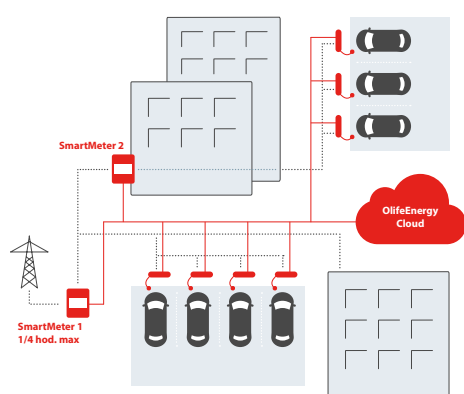 SmartMeter 2
OlifeEnergy
Cloud
SmartMeter 1
1/4 hod. max